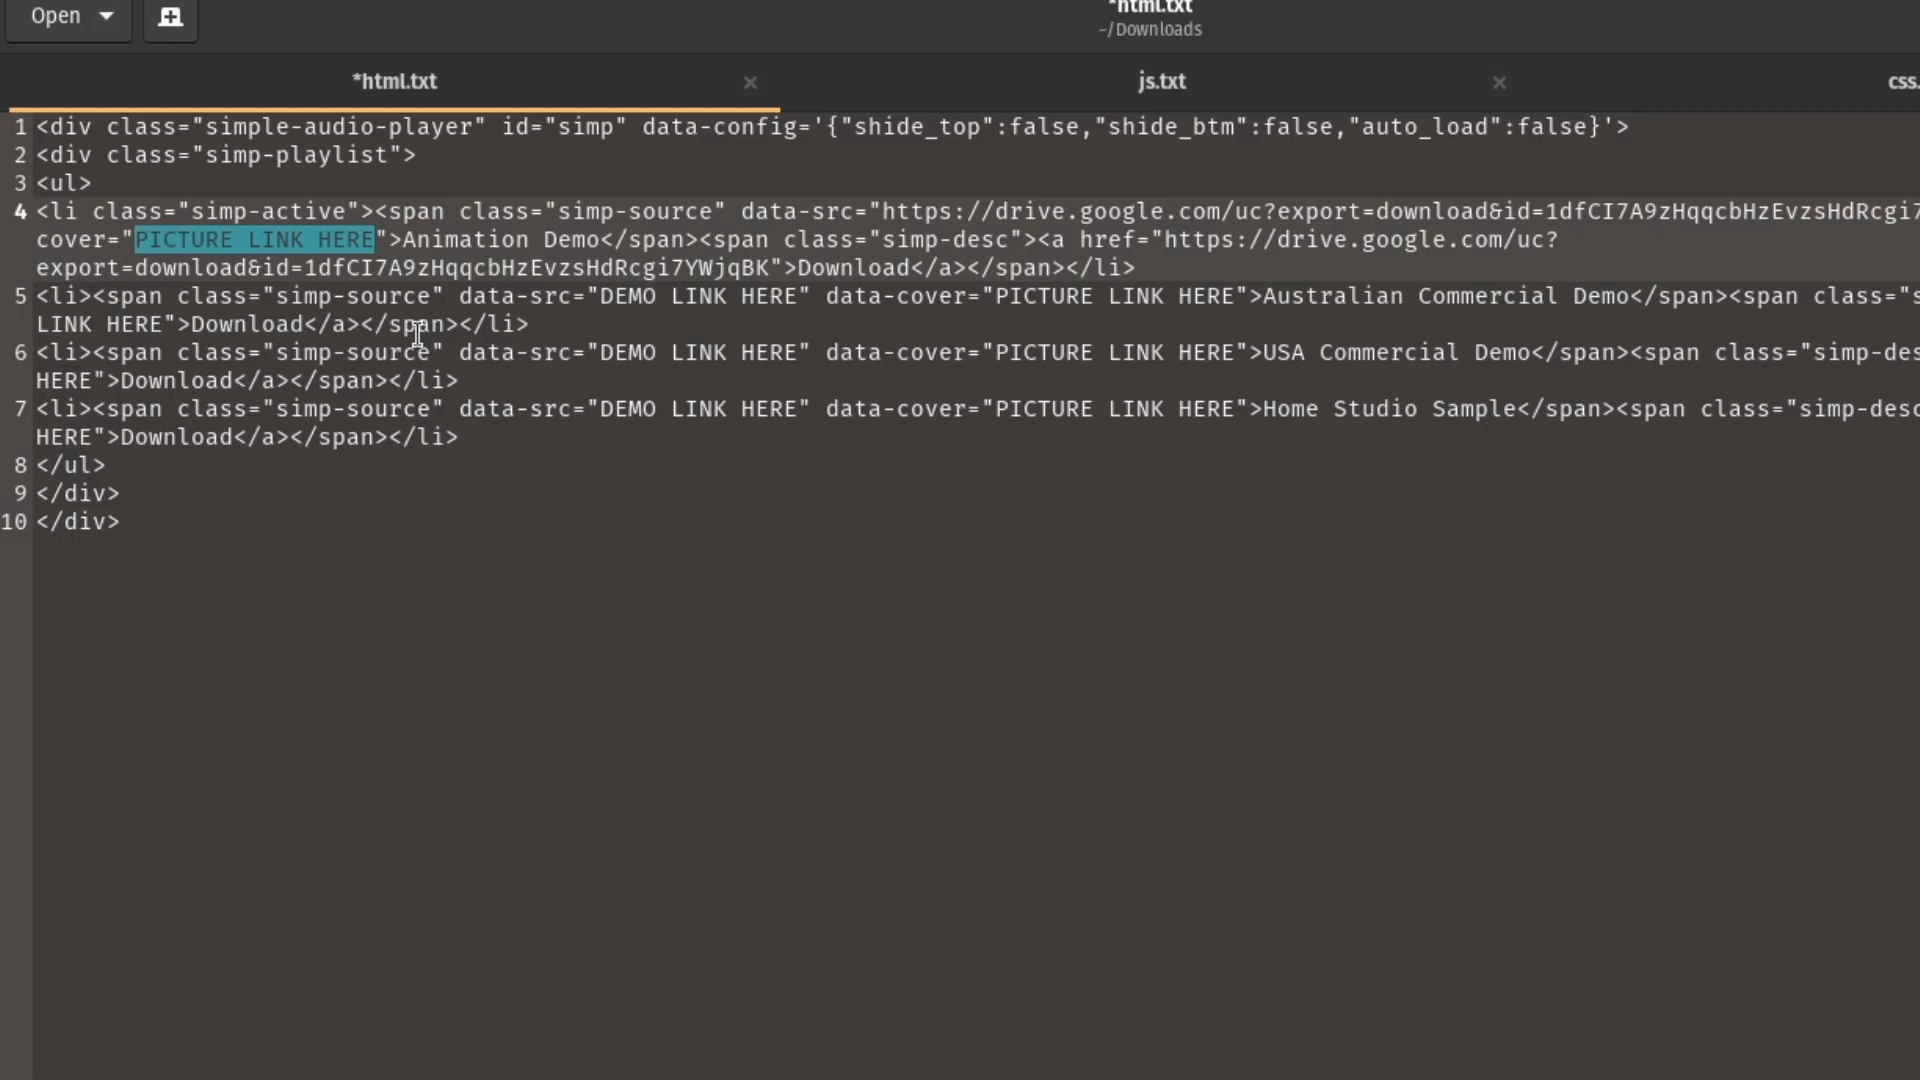 Open
*html.txt
~/Downloads
*html.txt
js.txt
css.
1 <div class="simple-audio-player" id="simp" data-config='{"shide_top":false,"shide_btm":false,"auto_load":false}'>
2 <div class="simp-playlist">
3 <ul>
4 <li class="simp-active"><span class="simp-source" data-src="https://drive.google.com/uc?export=download&id=1dfCI7A9zHqqcbHzEvzsHdRcgi7
cover="PICTURE LINK HERE">Animation Demo</span><span class="simp-desc"><a href="https://drive.google.com/uc?
export=download&id=1dfCI7A9zHqqcbHzEvzsHdRcgi7YWjqBK">Download</a></span></li>
5 <li><span class="simp-source" data-src="DEMO LINK HERE" data-cover="PICTURE LINK HERE">Australian Commercial Demo</span><span class="s
LINK HERE">Download</a></span></li>
6 <li><span class="simp-source" data-src="DEMO LINK HERE" data-cover="PICTURE LINK HERE">USA Commercial Demo</span><span class="simp-des
HERE">Download</a></span></li>
7 <li><span class="simp-source" data-src="DEMO LINK HERE" data-cover="PICTURE LINK HERE">Home Studio Sample</span><span class="simp-desc
HERE">Download</a></span></li>
8 </ul>
9 </div>
10 </div>